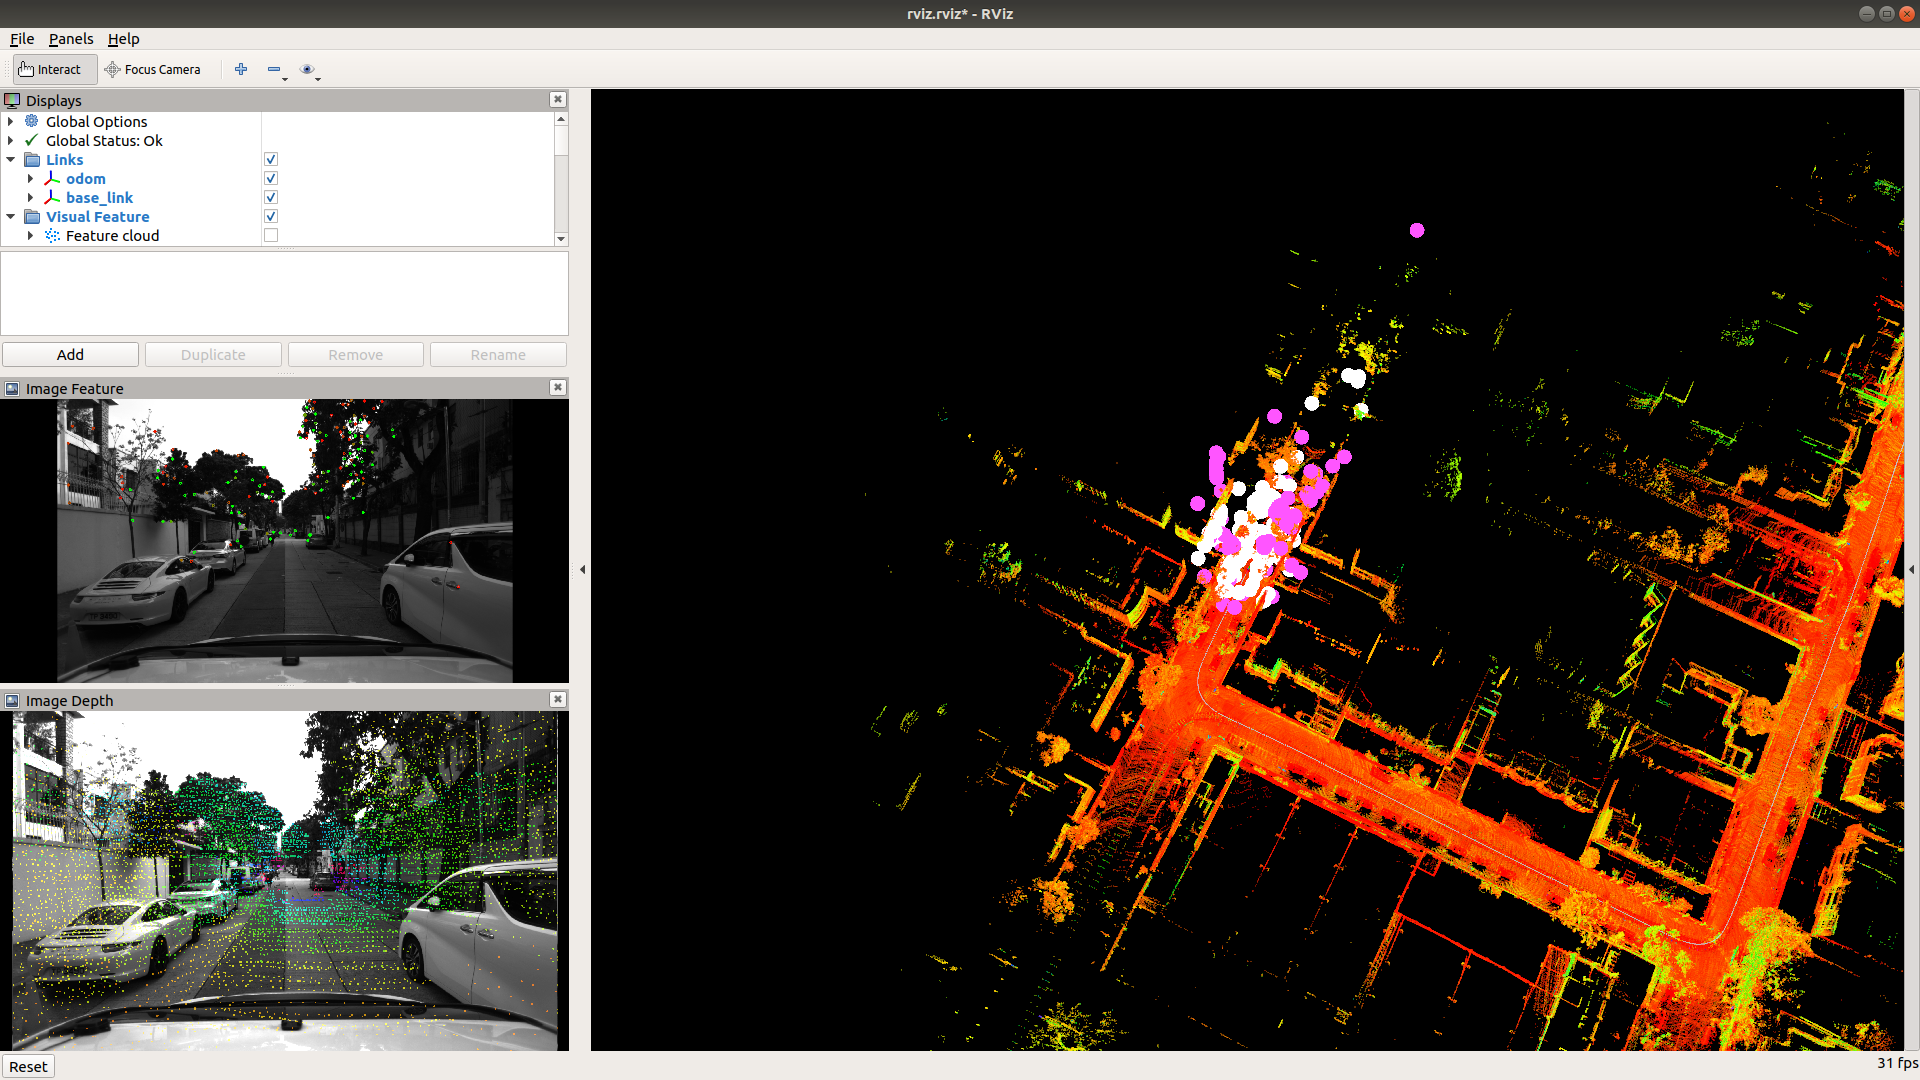 rviz.rviz* - RViz
File Panels Help
Interact Focus Camera
Displays
Global Options
Global Status: Ok
Links
odom
base_link
Visual Feature
Feature cloud
Add Duplicate Remove Rename
Image Feature
Image Depth
Reset
31 fps